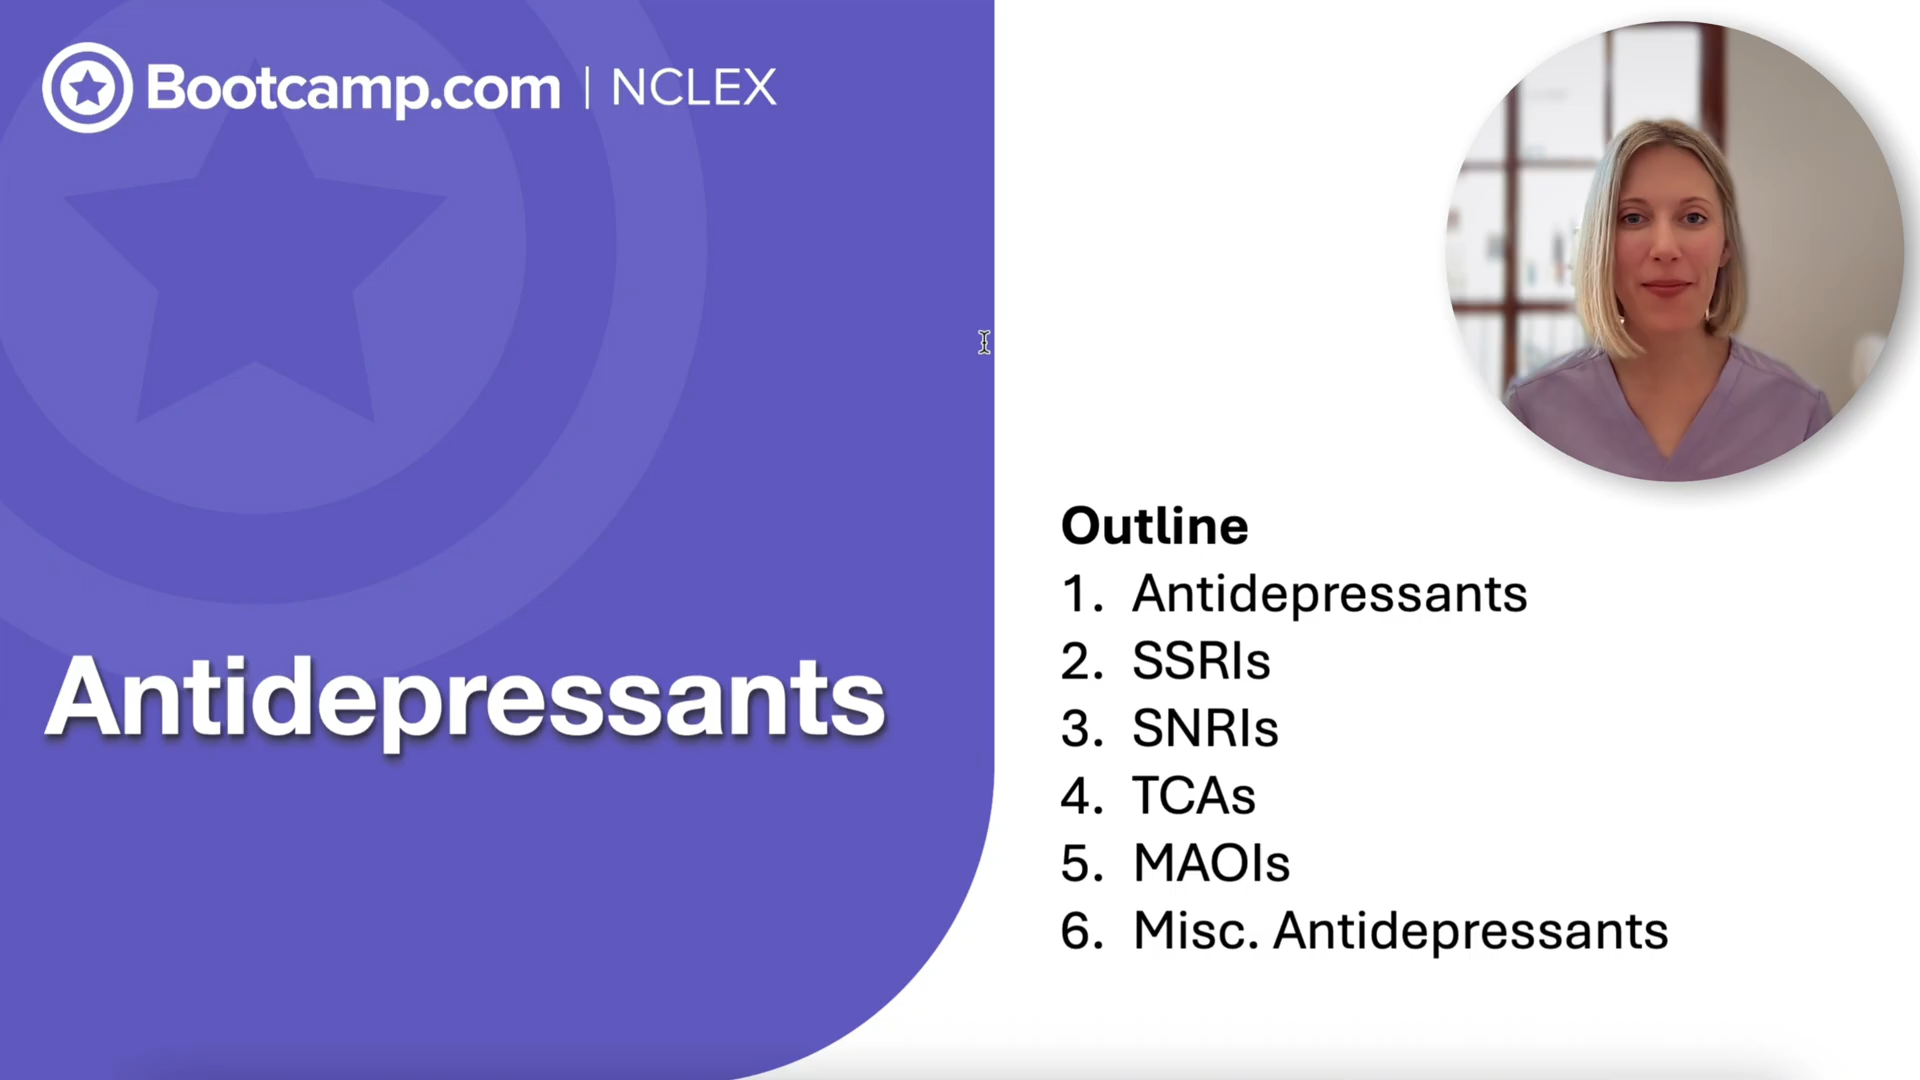 Bootcamp.com | NCLEX
Antidepressants
Outline
1. Antidepressants
2. SSRIs
3. SNRIs
4. TCAs
5. MAOIs
6. Misc. Antidepressants